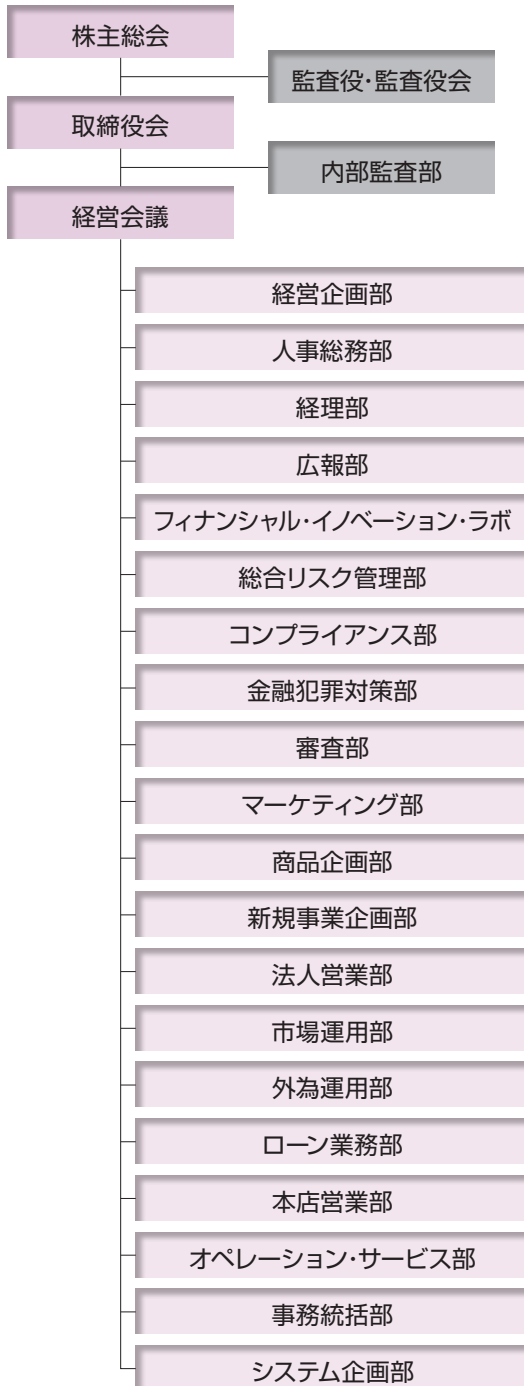 株主総会
監査役・監査役会
取締役会
内部監査部
経営会議
経営企画部
人事総務部
経理部
広報部
フィナンシャル・イノベーション・ラボ
総合リスク管理部
コンプライアンス部
金融犯罪対策部
審査部
マーケティング部
商品企画部
新規事業企画部
法人営業部
市場運用部
外為運用部
ローン業務部
本店営業部
オペレーション・サービス部
事務統括部
システム企画部